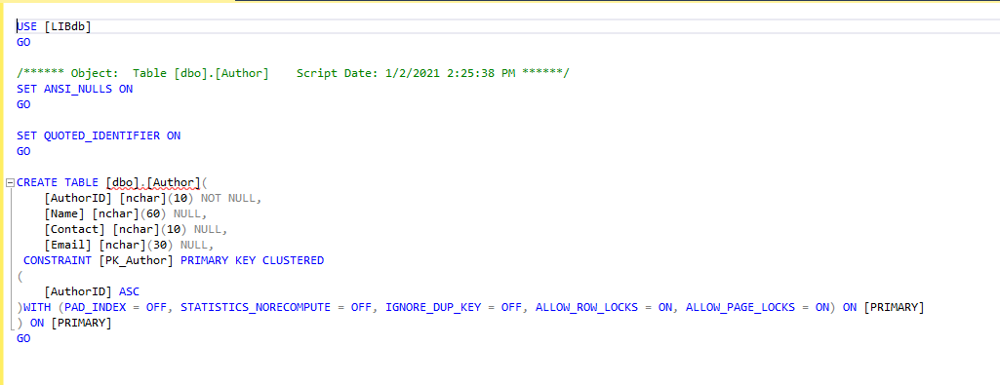 USE [LIBdb]
GO
/****** Object:  Table [dbo].[Author]    Script Date: 1/2/2021 2:25:38 PM ******/
SET ANSI_NULLS ON
GO
SET QUOTED_IDENTIFIER ON
GO
CREATE TABLE [dbo].[Author](
    [AuthorID] [nchar](10) NOT NULL,
    [Name] [nchar](60) NULL,
    [Contact] [nchar](10) NULL,
    [Email] [nchar](30) NULL,
 CONSTRAINT [PK_Author] PRIMARY KEY CLUSTERED
(
    [AuthorID] ASC
)WITH (PAD_INDEX = OFF, STATISTICS_NORECOMPUTE = OFF, IGNORE_DUP_KEY = OFF, ALLOW_ROW_LOCKS = ON, ALLOW_PAGE_LOCKS = ON) ON [PRIMARY]
) ON [PRIMARY]
GO